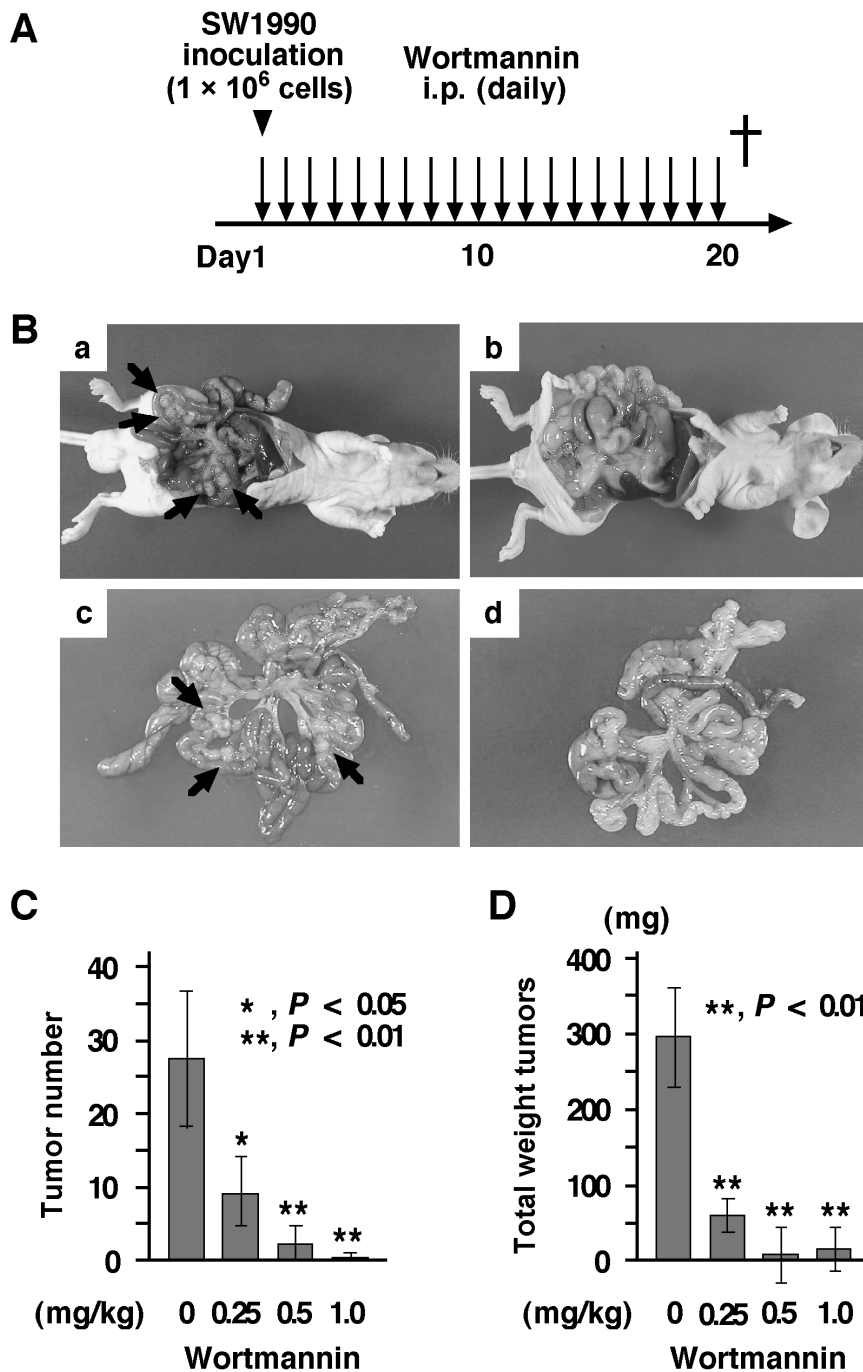 A
SW1990
inoculation
(1 × 10⁶ cells)
Wortmannin
i.p. (daily)
Day1 10 20
B
a
b
c
d
C
Tumor number
40
30
20
10
0
* , P < 0.05
**, P < 0.01
*
**
**
(mg/kg) 0 0.25 0.5 1.0
Wortmannin
D
(mg)
Total weight tumors
400
300
200
100
0
**, P < 0.01
**
**
**
(mg/kg) 0 0.25 0.5 1.0
Wortmannin